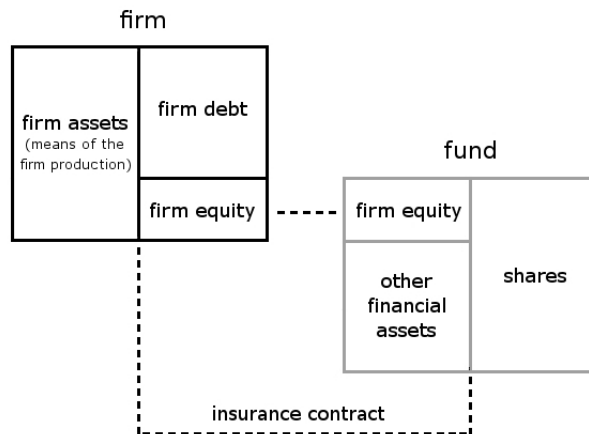 firm
firm assets
(means of the
firm production)
firm debt
firm equity
fund
firm equity
other
financial
assets
shares
insurance contract